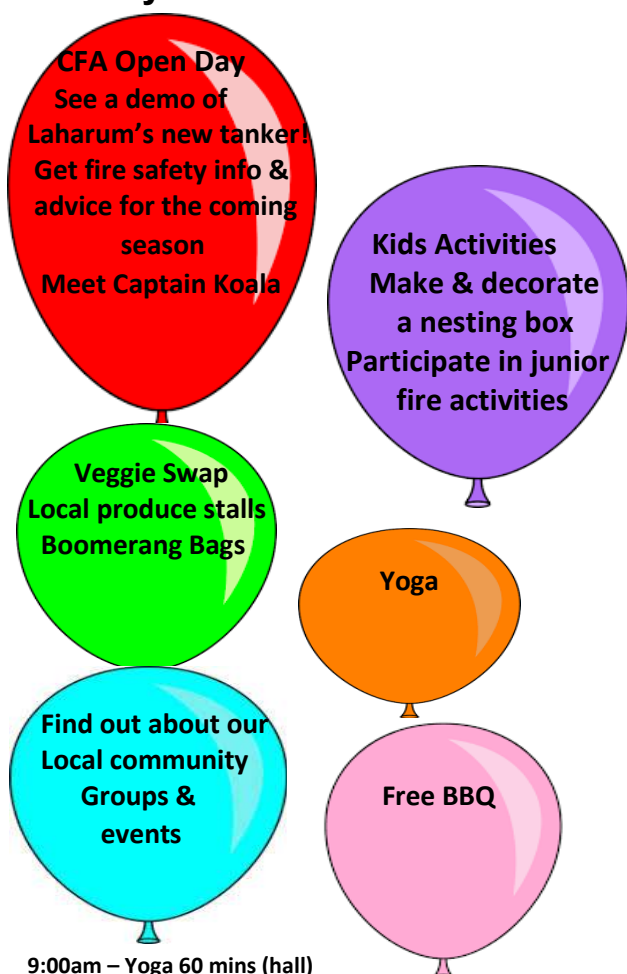 CFA Open Day
See a demo of
Laharum's new tanker!
Get fire safety info &
advice for the coming
season
Meet Captain Koala
Kids Activities
Make & decorate
a nesting box
Participate in junior
fire activities
Veggie Swap
Local produce stalls
Boomerang Bags
Yoga
Find out about our
Local community
Groups &
events
Free BBQ
9:00am – Yoga 60 mins (hall)